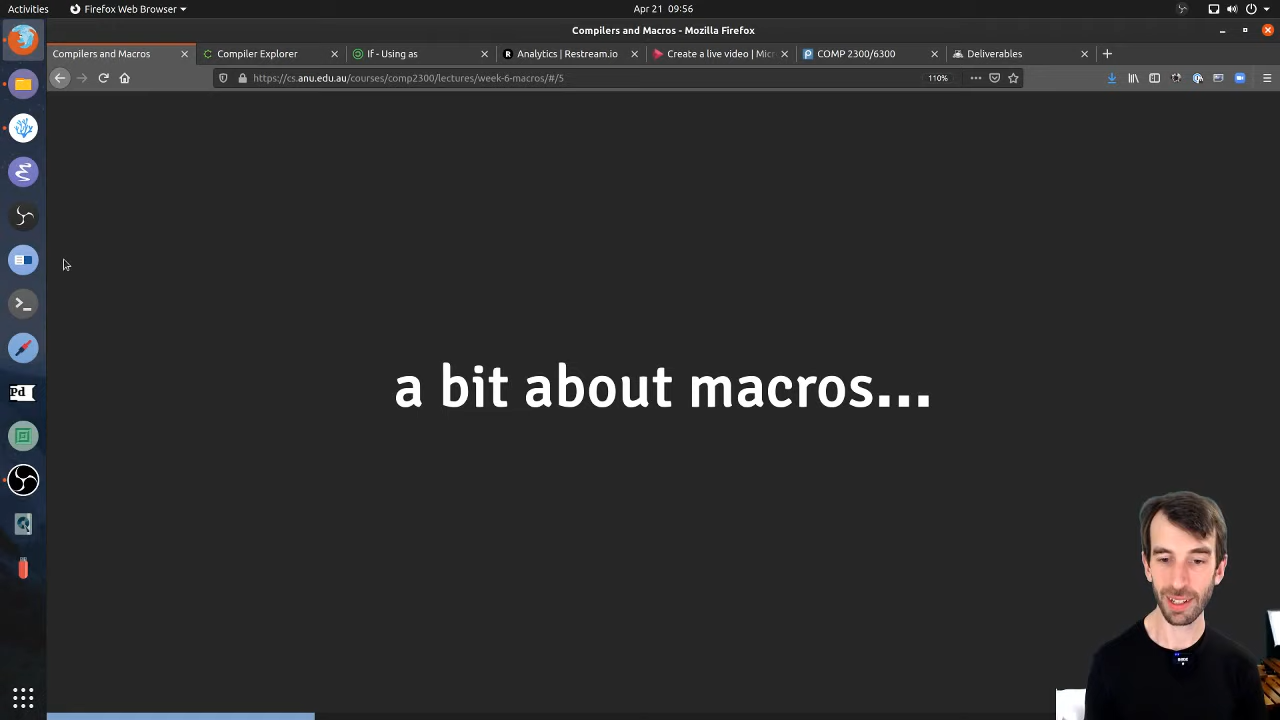 Activities
Firefox Web Browser
Apr 21 09:56
Compilers and Macros - Mozilla Firefox
Compilers and Macros
Compiler Explorer
If - Using as
Analytics | Restream.io
Create a live video | Micr
COMP 2300/6300
Deliverables
https://cs.anu.edu.au/courses/comp2300/lectures/week-6-macros/#/5
110%
a bit about macros...
Pd